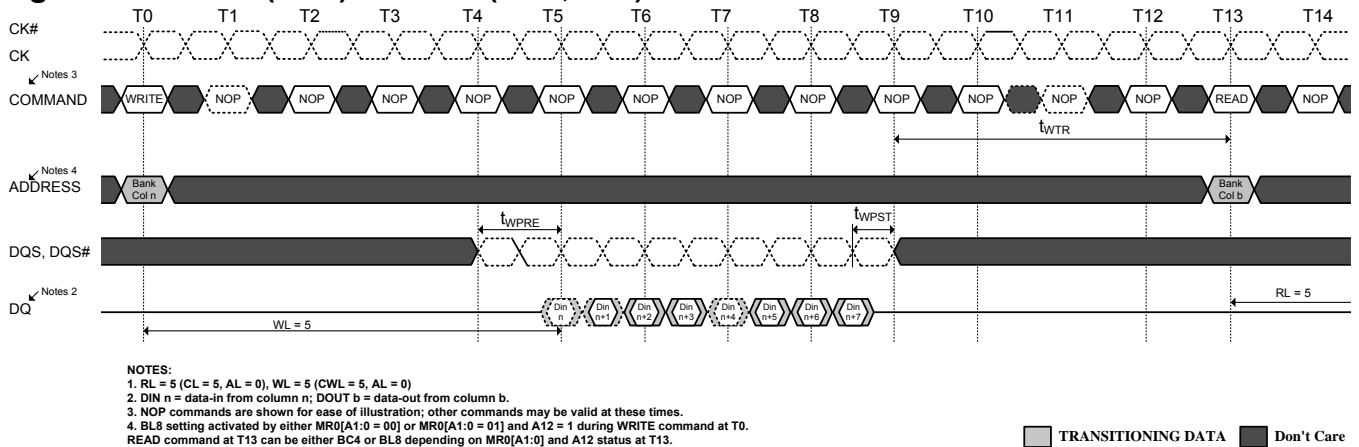 T0 T1 T2 T3 T4 T5 T6 T7 T8 T9 T10 T11 T12 T13 T14
CK#
CK
Notes 3
COMMAND WRITE NOP NOP NOP NOP NOP NOP NOP NOP NOP NOP NOP NOP READ NOP
tWTR
Notes 4
ADDRESS
Bank Col n
Bank Col b
tWPRE
tWPST
DQS, DQS#
Notes 2
DQ
Din n
Din n+1
Din n+2
Din n+3
Din n+4
Din n+5
Din n+6
Din n+7
RL = 5
WL = 5
NOTES:
1. RL = 5 (CL = 5, AL = 0), WL = 5 (CWL = 5, AL = 0)
2. DIN n = data-in from column n; DOUT b = data-out from column b.
3. NOP commands are shown for ease of illustration; other commands may be valid at these times.
4. BL8 setting activated by either MR0[A1:0 = 00] or MR0[A1:0 = 01] and A12 = 1 during WRITE command at T0.
READ command at T13 can be either BC4 or BL8 depending on MR0[A1:0] and A12 status at T13.
TRANSITIONING DATA
Don't Care